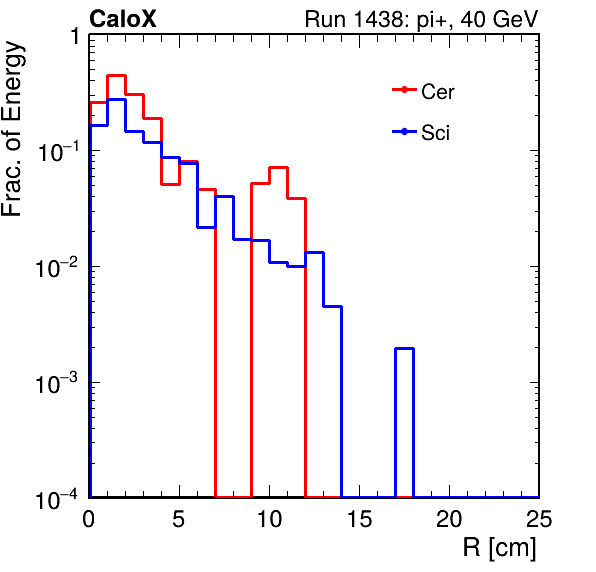 CaloX Run 1438: pi+, 40 GeV
Frac. of Energy
1
10⁻¹
10⁻²
10⁻³
10⁻⁴
Cer
Sci
0 5 10 15 20 25
R [cm]